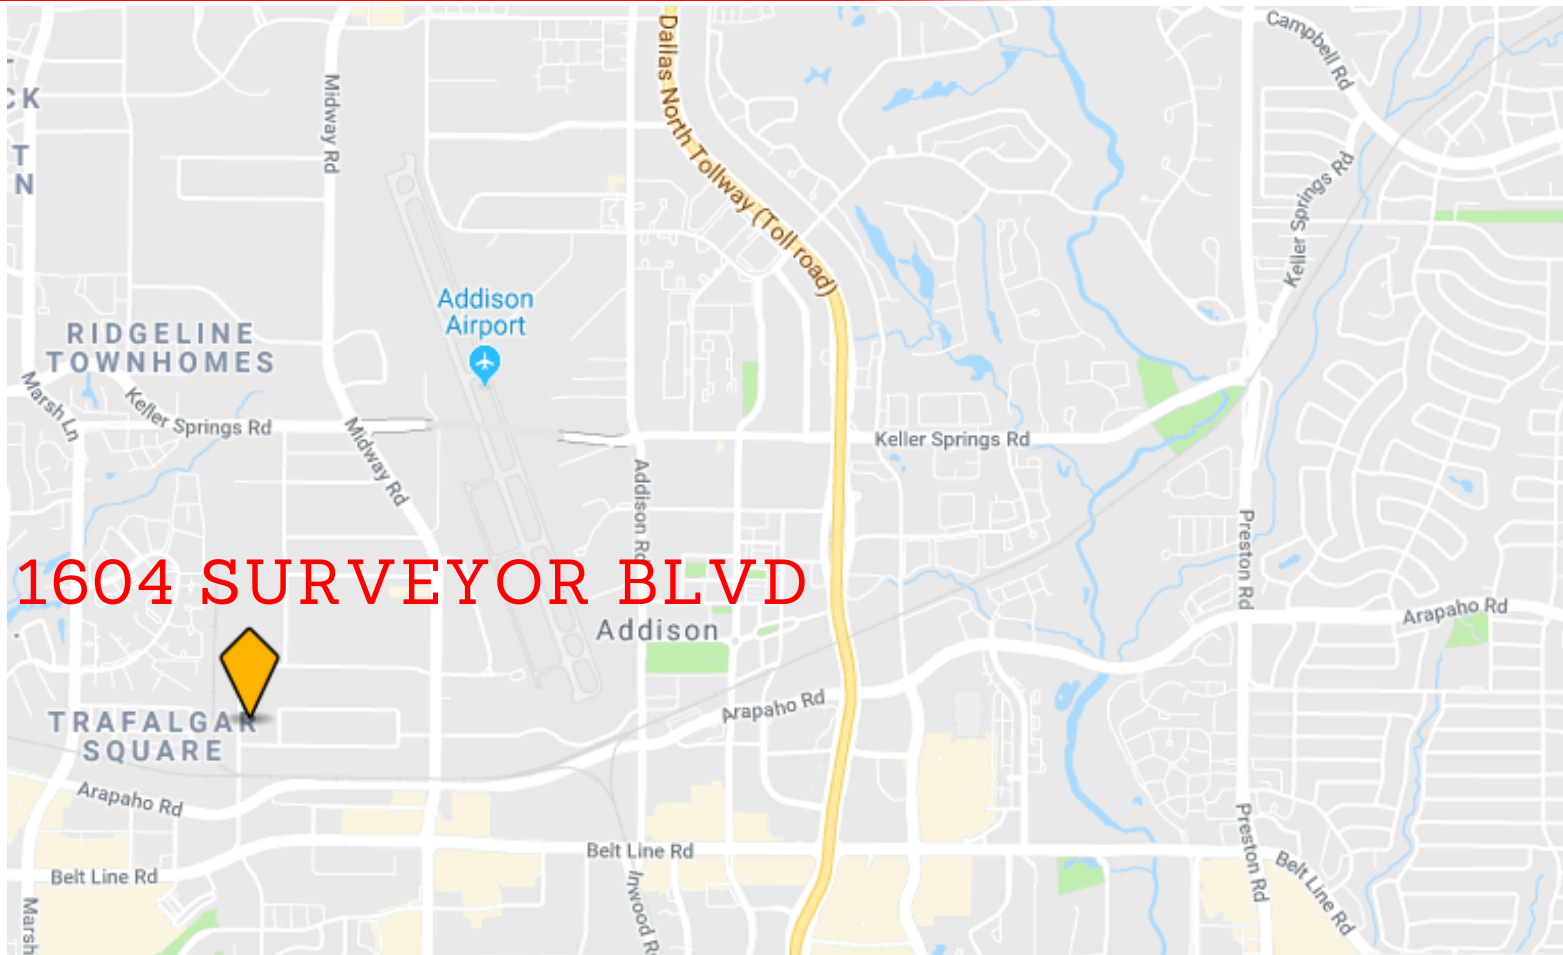 Campbell Rd
Dallas North Tollway (Toll road)
CK
Midway Rd
T
N
Keller Springs Rd
Addison
Airport
RIDGELINE
TOWNHOMES
Marsh Ln
Keller Springs Rd
Midway Rd
Keller Springs Rd
Addison Rd
Preston Rd
1604 SURVEYOR BLVD
Addison
Arapaho Rd
TRAFALGAR
SQUARE
Arapaho Rd
Arapaho Rd
Preston Rd
Belt Line Rd
Belt Line Rd
Belt Line Rd
Inwood R
Marsh